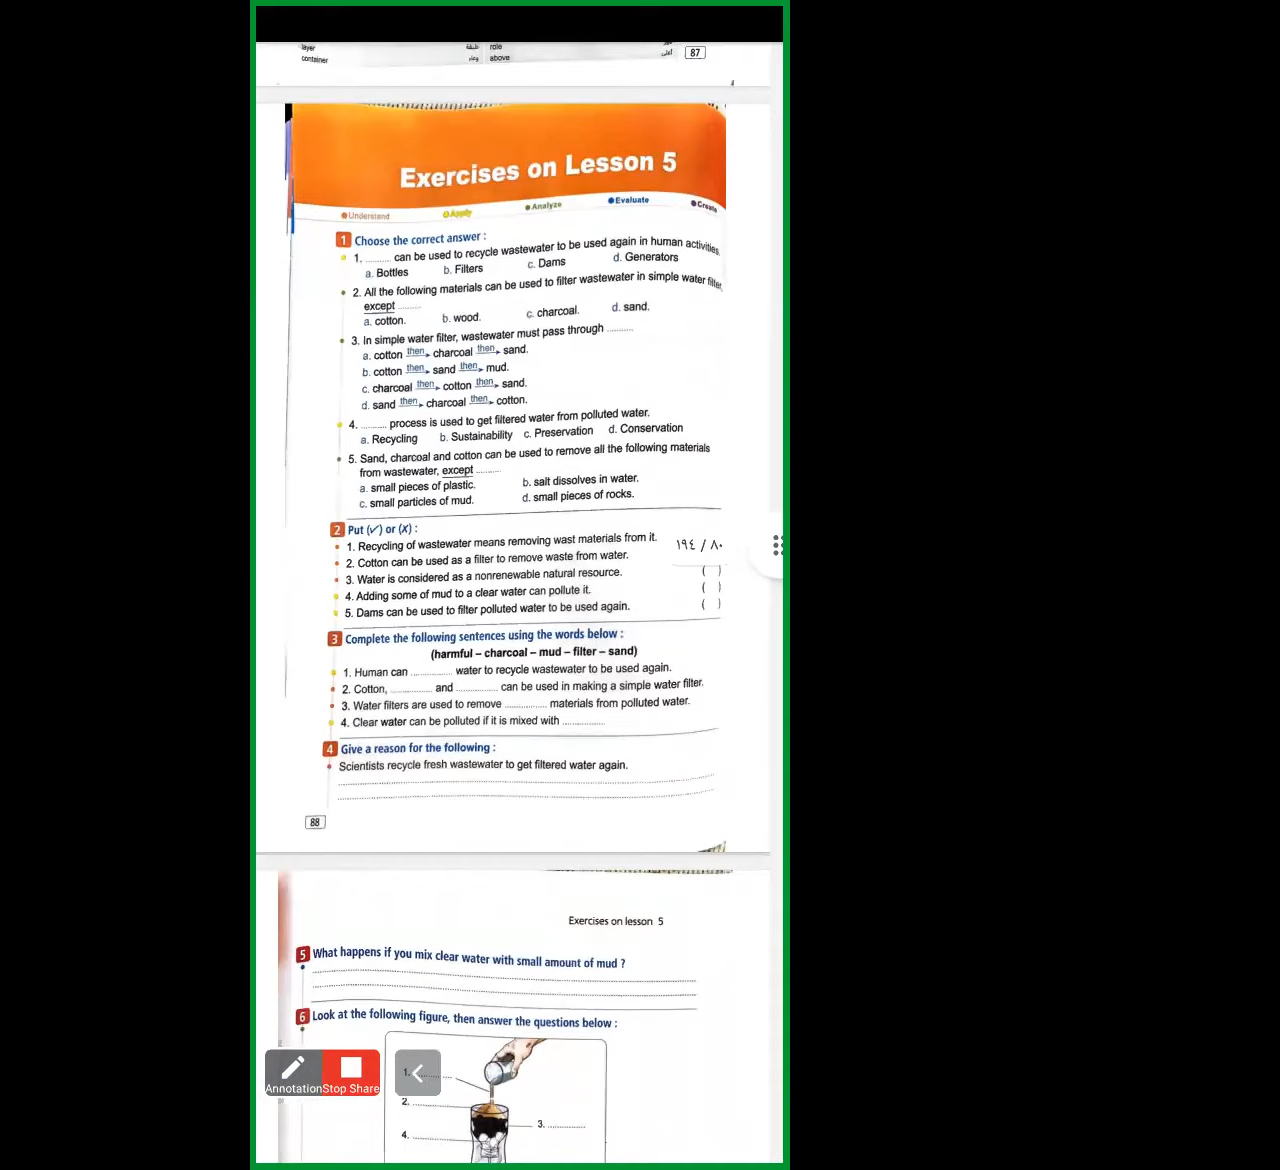 layer طبقة role
container وعاء above أعلى 87
Exercises on Lesson 5
Understand Apply Analyze Evaluate Create
1 Choose the correct answer :
1. .......... can be used to recycle wastewater to be used again in human activities.
a. Bottles b. Filters c. Dams d. Generators
2. All the following materials can be used to filter wastewater in simple water filter,
except ..........
a. cotton. b. wood. c. charcoal. d. sand.
3. In simple water filter, wastewater must pass through ..........
a. cotton then charcoal then sand.
b. cotton then sand then mud.
c. charcoal then cotton then sand.
d. sand then charcoal then cotton.
4. .......... process is used to get filtered water from polluted water.
a. Recycling b. Sustainability c. Preservation d. Conservation
5. Sand, charcoal and cotton can be used to remove all the following materials
from wastewater, except ..........
a. small pieces of plastic. b. salt dissolves in water.
c. small particles of mud. d. small pieces of rocks.
2 Put (✓) or (✗) :
1. Recycling of wastewater means removing wast materials from it.
١٩٤ / ٨٠
2. Cotton can be used as a filter to remove waste from water.
3. Water is considered as a nonrenewable natural resource. ( )
4. Adding some of mud to a clear water can pollute it. ( )
5. Dams can be used to filter polluted water to be used again. ( )
3 Complete the following sentences using the words below :
(harmful – charcoal – mud – filter – sand)
1. Human can .............. water to recycle wastewater to be used again.
2. Cotton, .............. and .............. can be used in making a simple water filter.
3. Water filters are used to remove .............. materials from polluted water.
4. Clear water can be polluted if it is mixed with ..............
4 Give a reason for the following :
Scientists recycle fresh wastewater to get filtered water again.
88
Exercises on lesson 5
5 What happens if you mix clear water with small amount of mud ?
6 Look at the following figure, then answer the questions below :
1. ..............
2. ..............
3. ..............
4. ..............
Annotation Stop Share